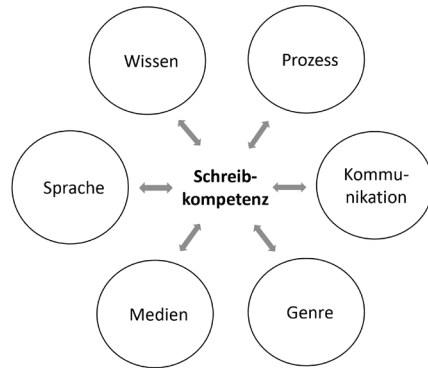 Wissen
Prozess
Sprache
Schreib-
kompetenz
Kommu-
nikation
Medien
Genre